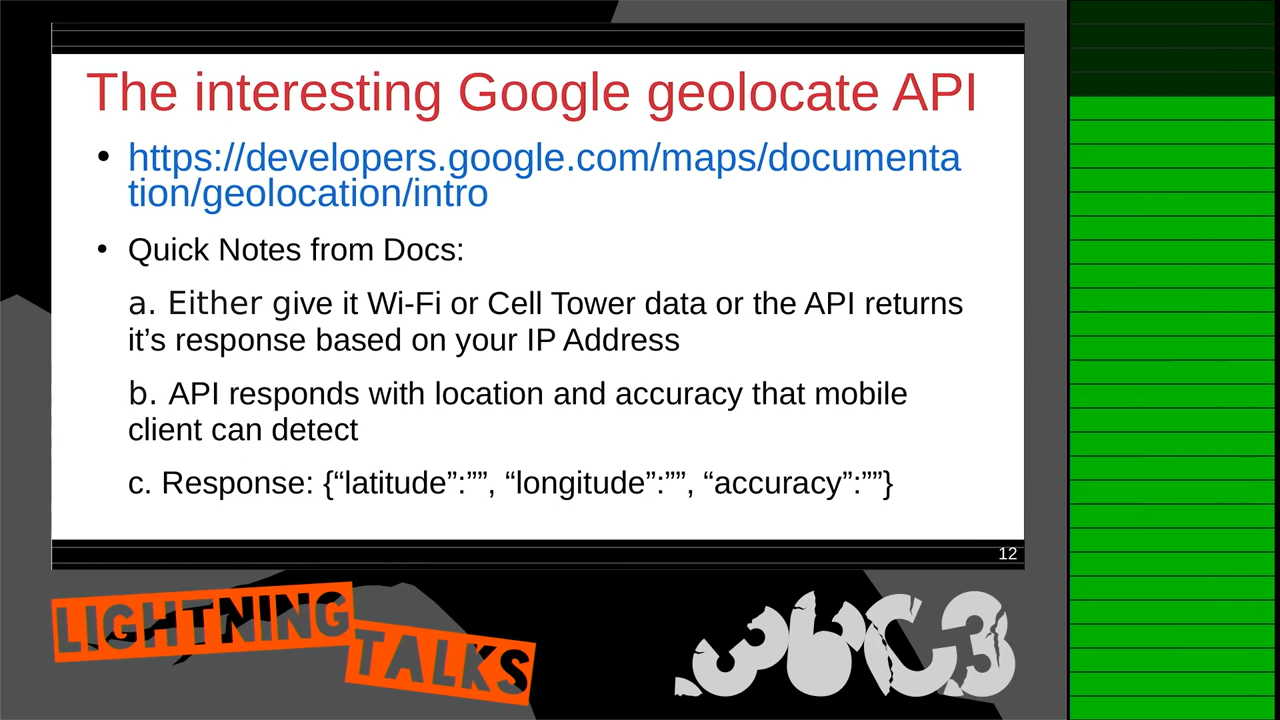 The interesting Google geolocate API
• https://developers.google.com/maps/documenta
tion/geolocation/intro
• Quick Notes from Docs:
a. Either give it Wi-Fi or Cell Tower data or the API returns
it’s response based on your IP Address
b. API responds with location and accuracy that mobile
client can detect
c. Response: {“latitude”:””, “longitude”:””, “accuracy”:””}
12
LIGHTNING
TALKS
36C3